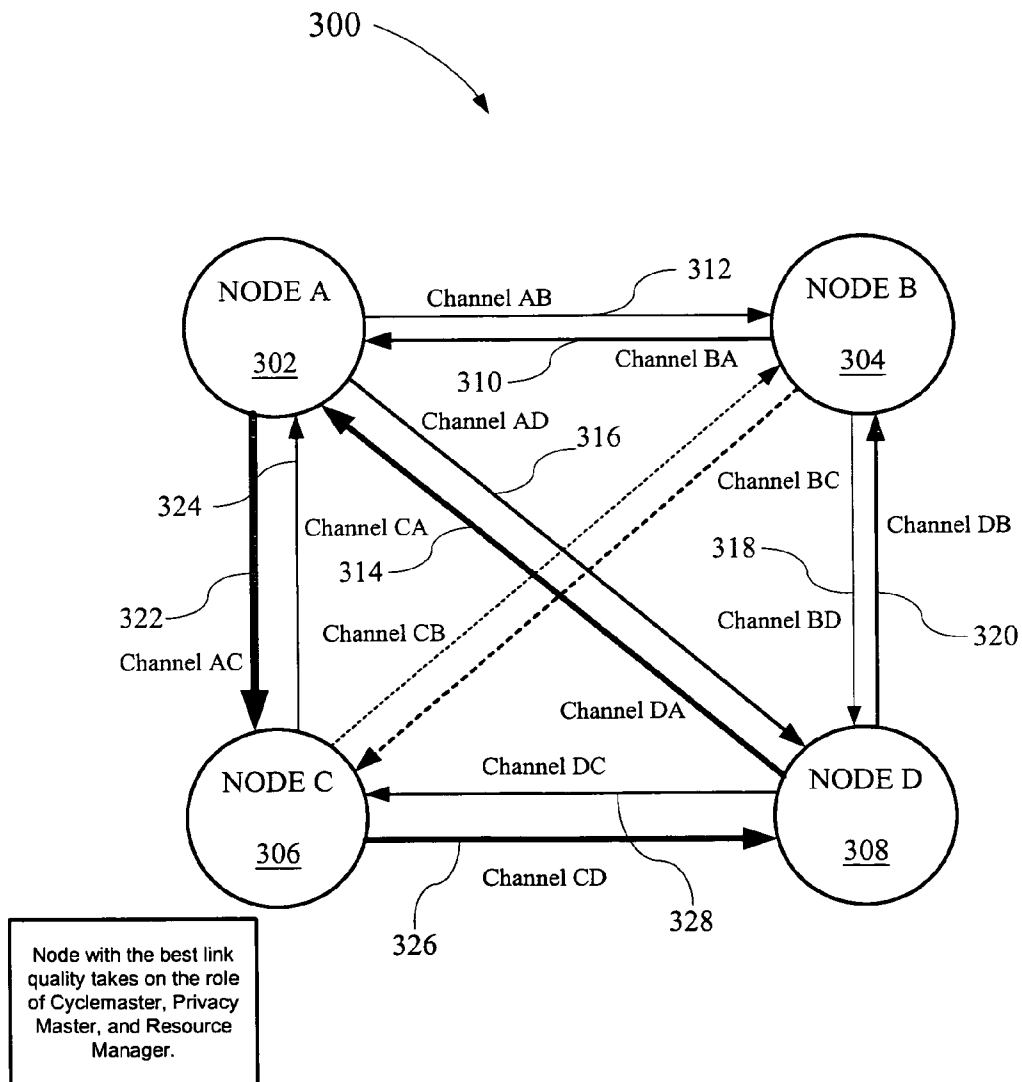 300
NODE A
302
NODE B
304
Channel AB
312
Channel BA
310
Channel AD
316
Channel BC
324
Channel CA
314
318
Channel DB
322
Channel CB
Channel BD
320
Channel AC
Channel DA
NODE C
306
Channel DC
NODE D
308
Channel CD
326
328
Node with the best link
quality takes on the role
of Cyclemaster, Privacy
Master, and Resource
Manager.